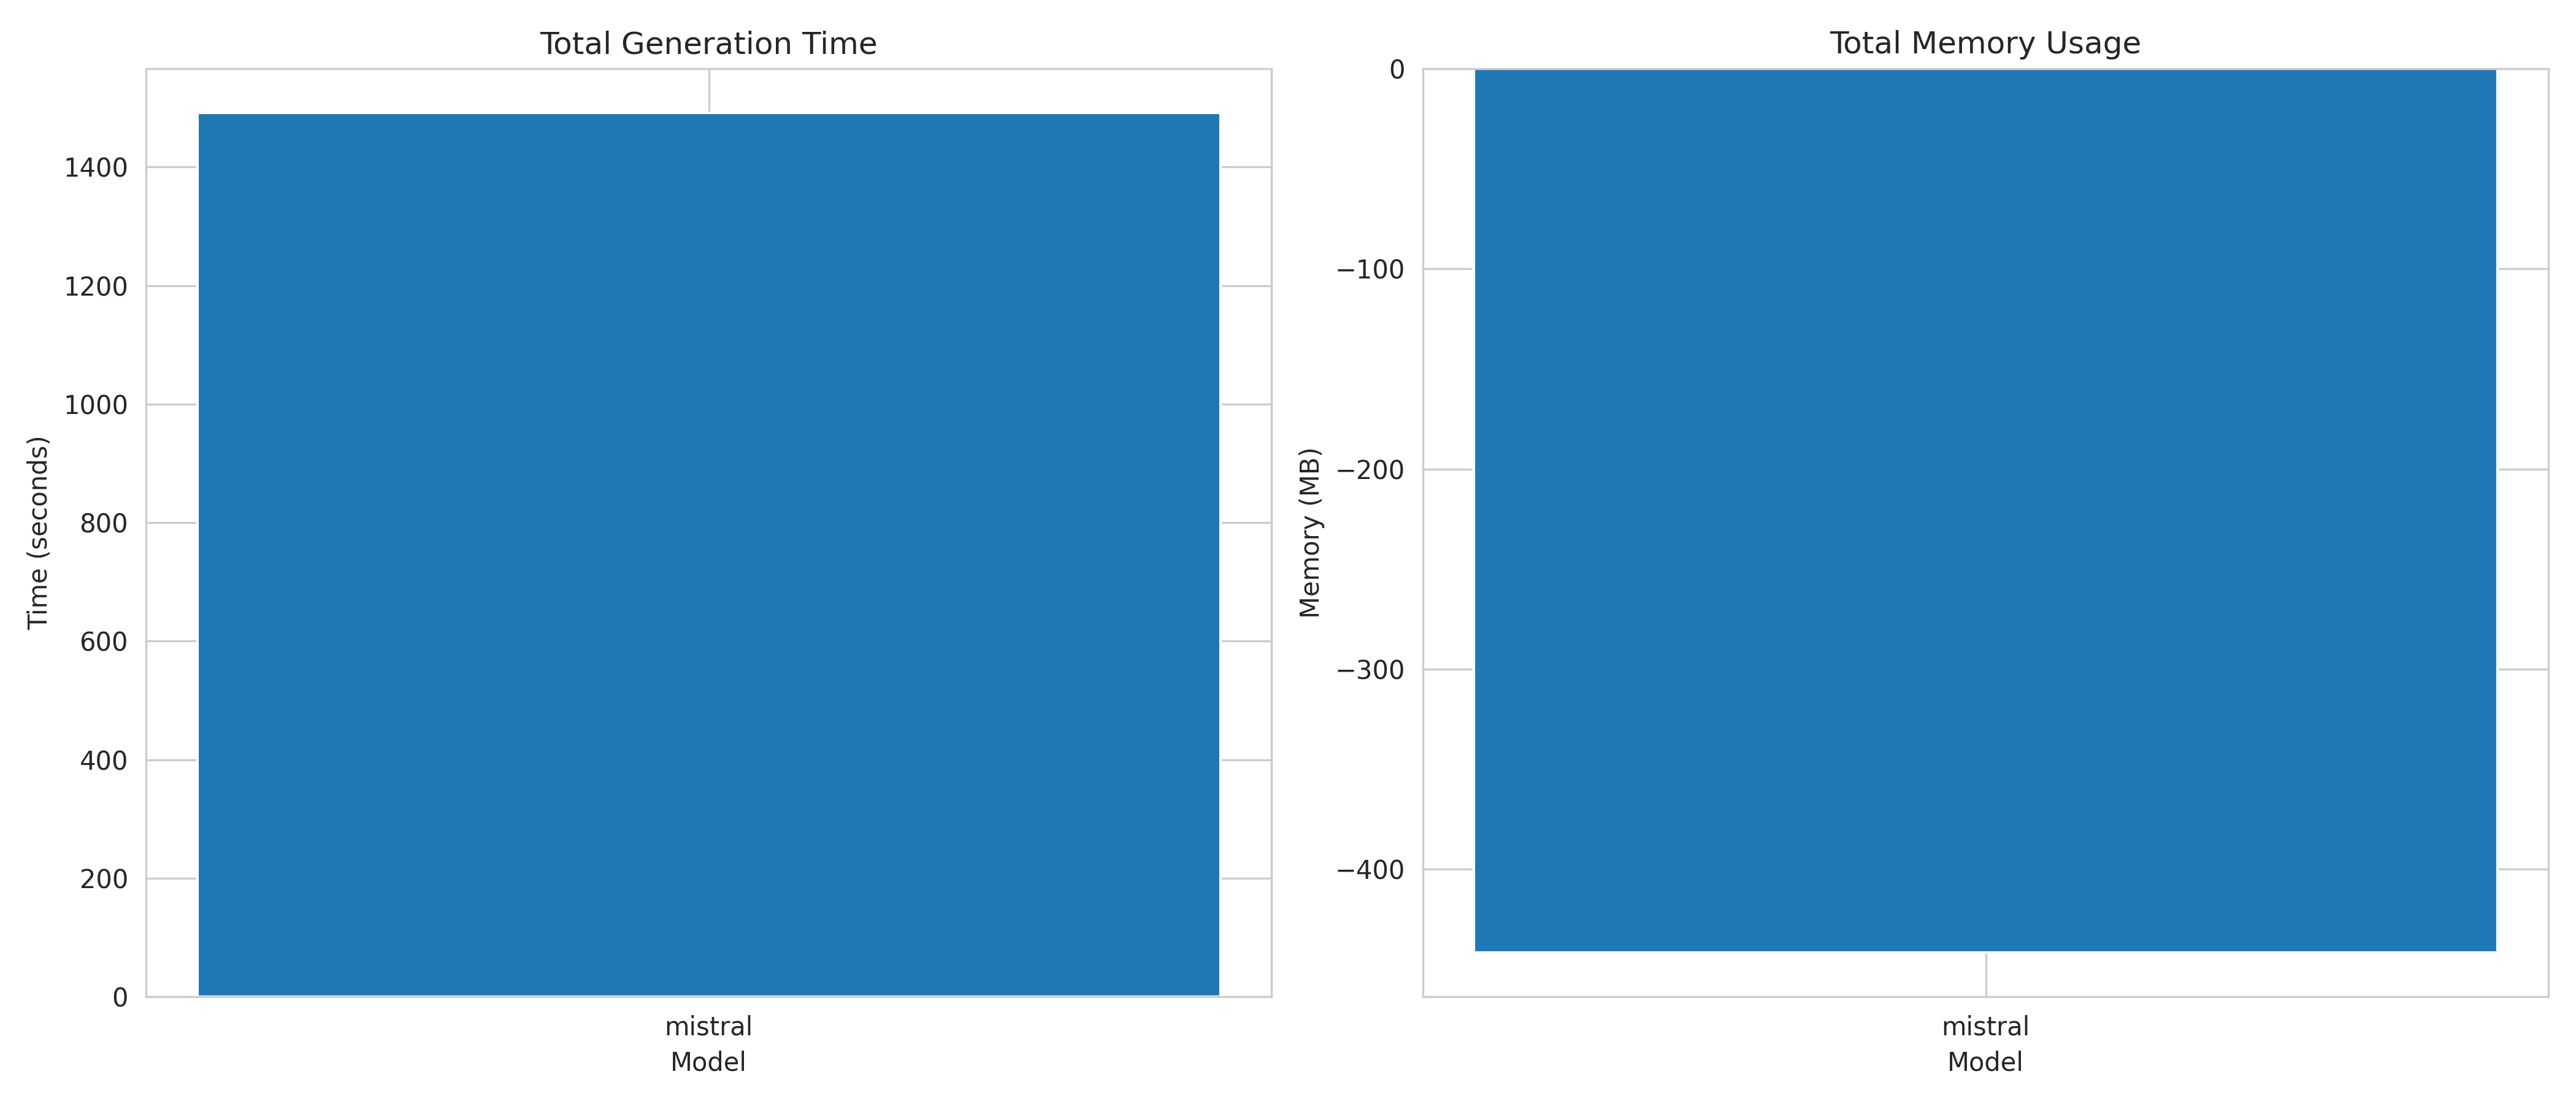 Total Generation Time
Time (seconds)
1400
1200
1000
800
600
400
200
0
mistral
Model
Total Memory Usage
Memory (MB)
0
−100
−200
−300
−400
mistral
Model